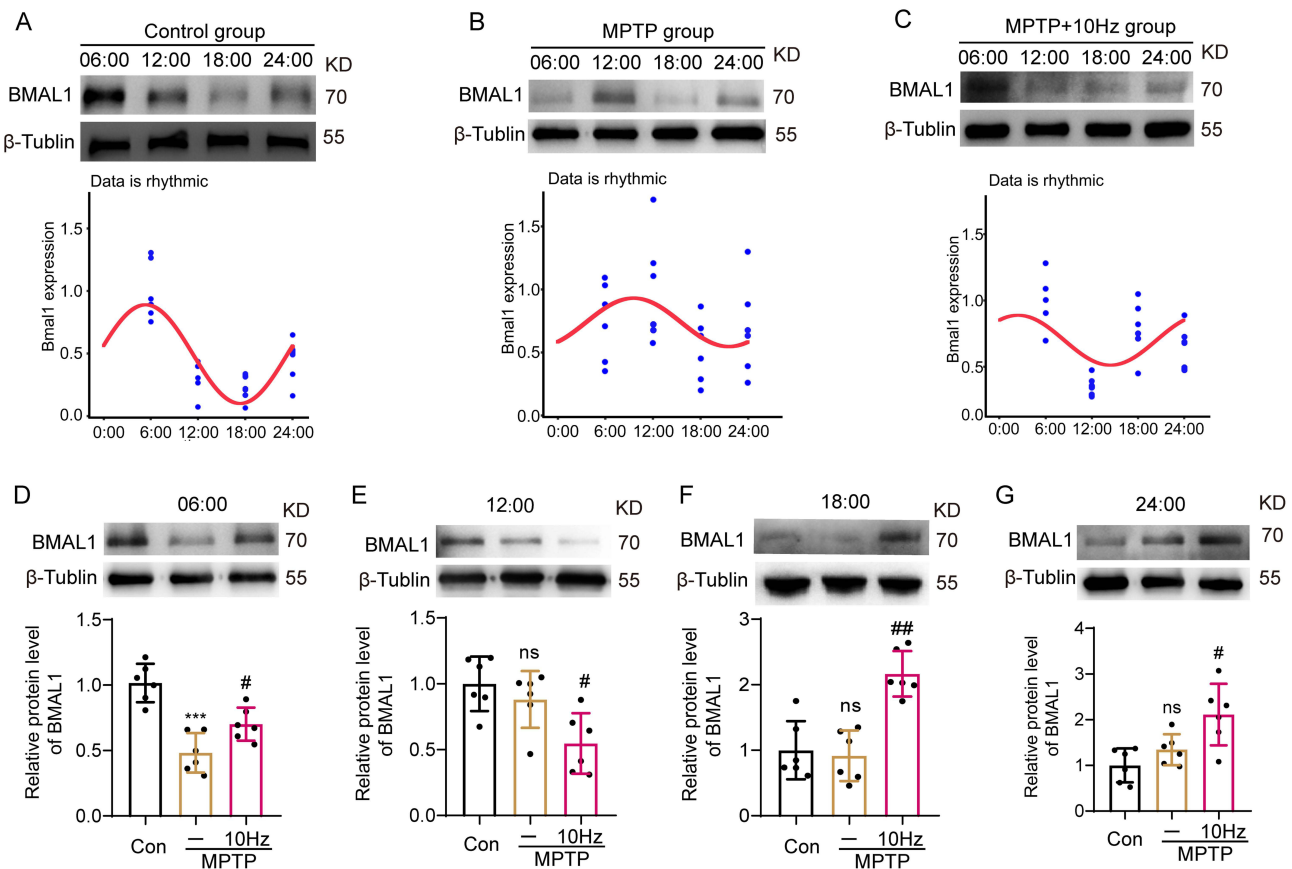 A
Control group
06:00 12:00 18:00 24:00 KD
BMAL1 70
β-Tublin 55
Data is rhythmic
Bmal1 expression
1.5
1.0
0.5
0.0
0:00 6:00 12:00 18:00 24:00
B
MPTP group
06:00 12:00 18:00 24:00 KD
BMAL1 70
β-Tublin 55
Data is rhythmic
Bmal1 expression
1.5
1.0
0.5
0.0
0:00 6:00 12:00 18:00 24:00
C
MPTP+10Hz group
06:00 12:00 18:00 24:00 KD
BMAL1 70
β-Tublin 55
Data is rhythmic
Bmal1 expression
1.5
1.0
0.5
0.0
0:00 6:00 12:00 18:00 24:00
D
06:00 KD
BMAL1 70
β-Tublin 55
Relative protein level
of BMAL1
1.5
1.0
0.5
0.0
***
#
Con — 10Hz
MPTP
E
12:00 KD
BMAL1 70
β-Tublin 55
Relative protein level
of BMAL1
1.5
1.0
0.5
0.0
ns
#
Con — 10Hz
MPTP
F
18:00 KD
BMAL1 70
β-Tublin 55
Relative protein level
of BMAL1
3
2
1
0
ns
##
Con — 10Hz
MPTP
G
24:00 KD
BMAL1 70
β-Tublin 55
Relative protein level
of BMAL1
4
3
2
1
0
ns
#
Con — 10Hz
MPTP